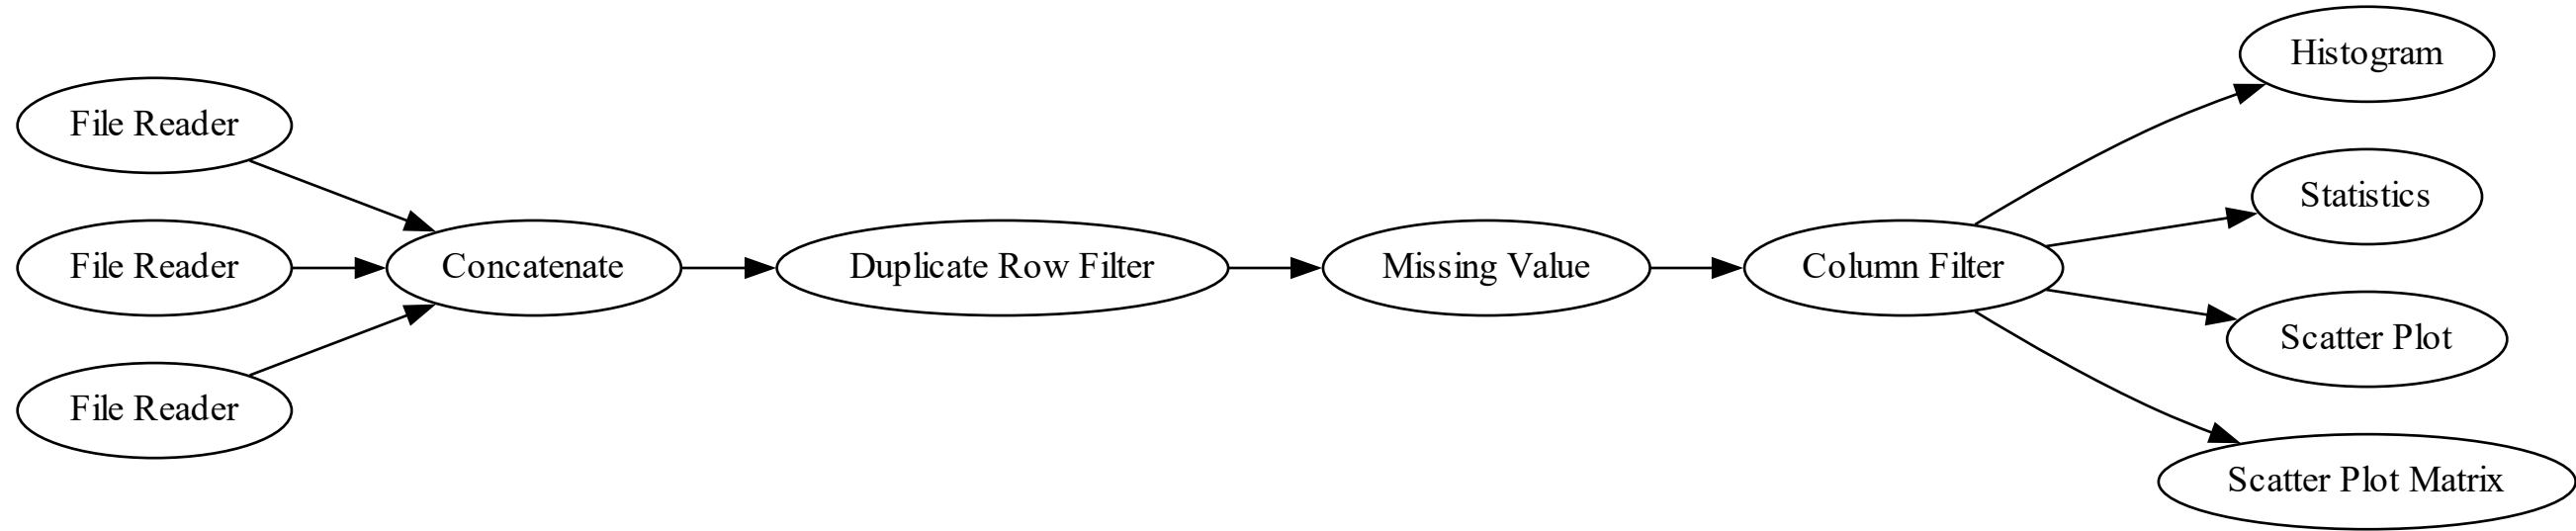 File Reader
File Reader
File Reader
Concatenate
Duplicate Row Filter
Missing Value
Column Filter
Histogram
Statistics
Scatter Plot
Scatter Plot Matrix